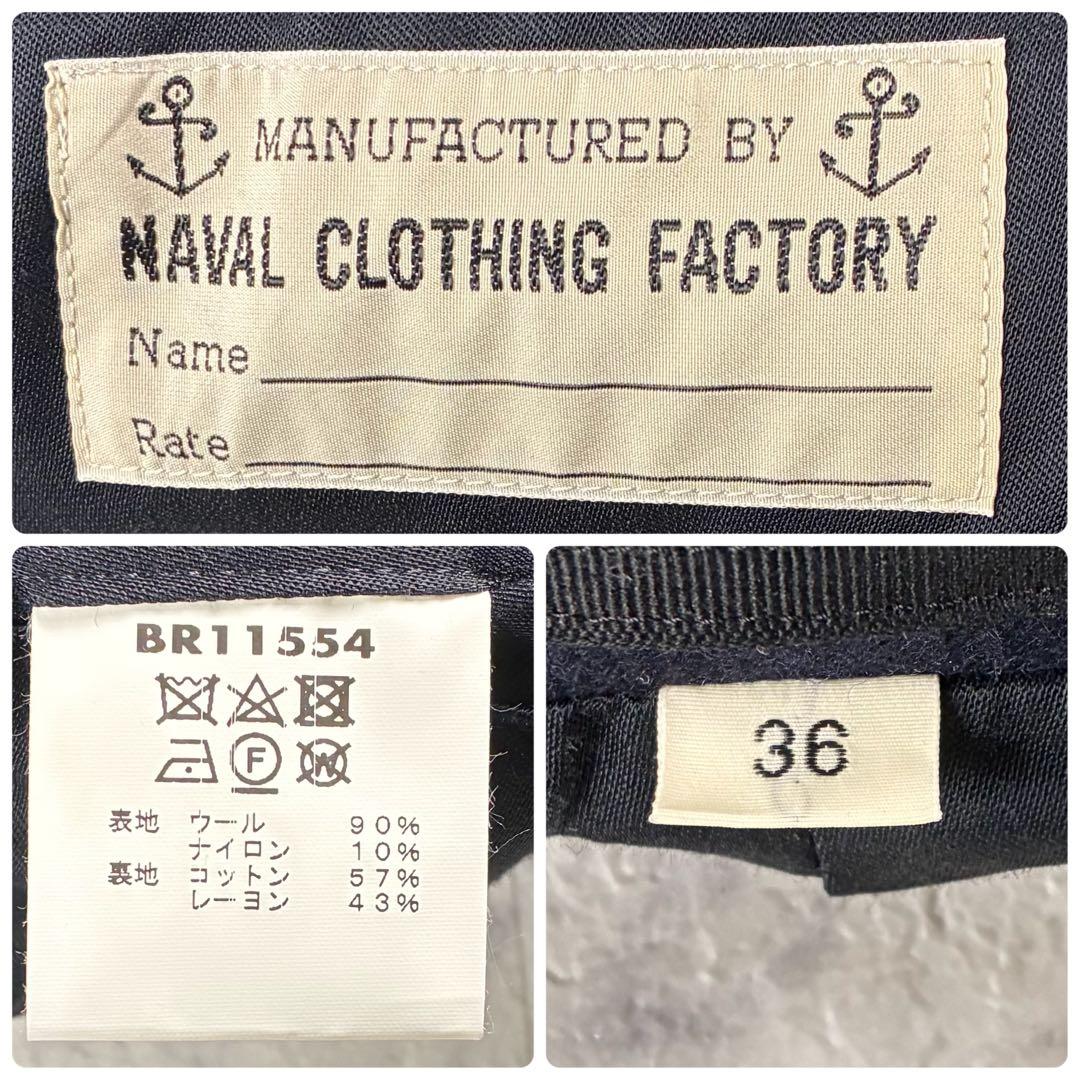 MANUFACTURED BY
NAVAL CLOTHING FACTORY
Name
Rate
BR11554
F
W
表地 ウール 90%
ナイロン 10%
裏地 コットン 57%
レーヨン 43%
36